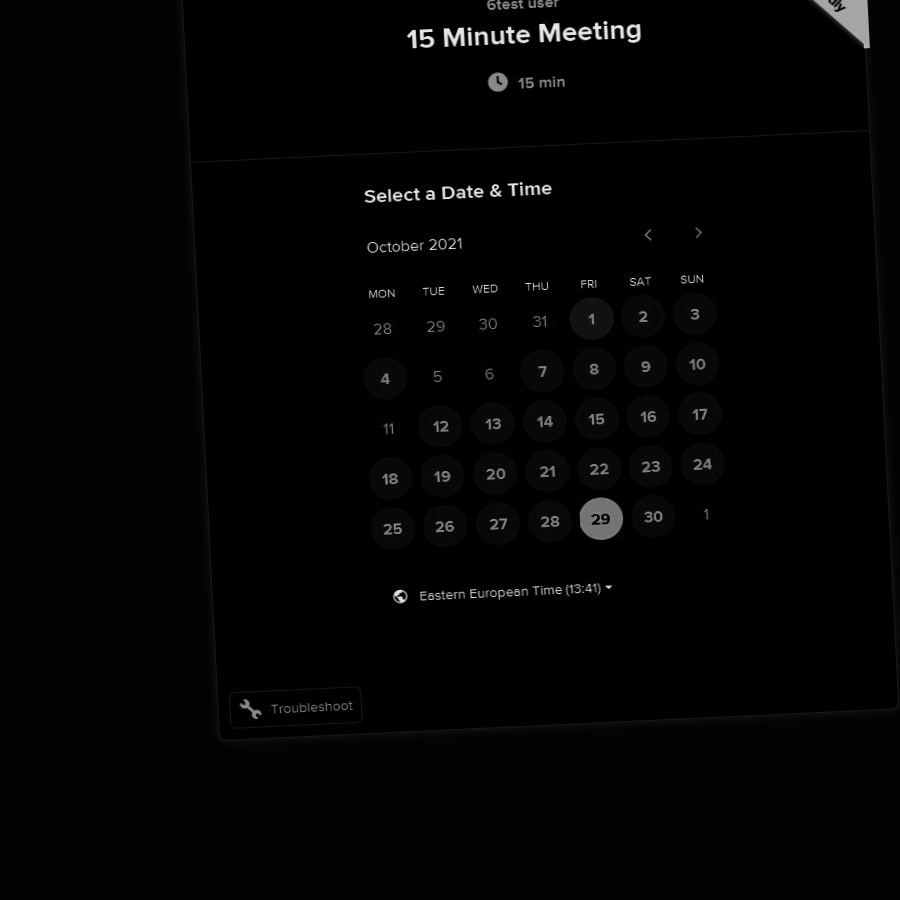 6test user
15 Minute Meeting
15 min
Select a Date & Time
October 2021
MON TUE WED THU FRI SAT SUN
28 29 30 31 1 2 3
4 5 6 7 8 9 10
11 12 13 14 15 16 17
18 19 20 21 22 23 24
25 26 27 28 29 30 1
Eastern European Time (13:41)
Troubleshoot